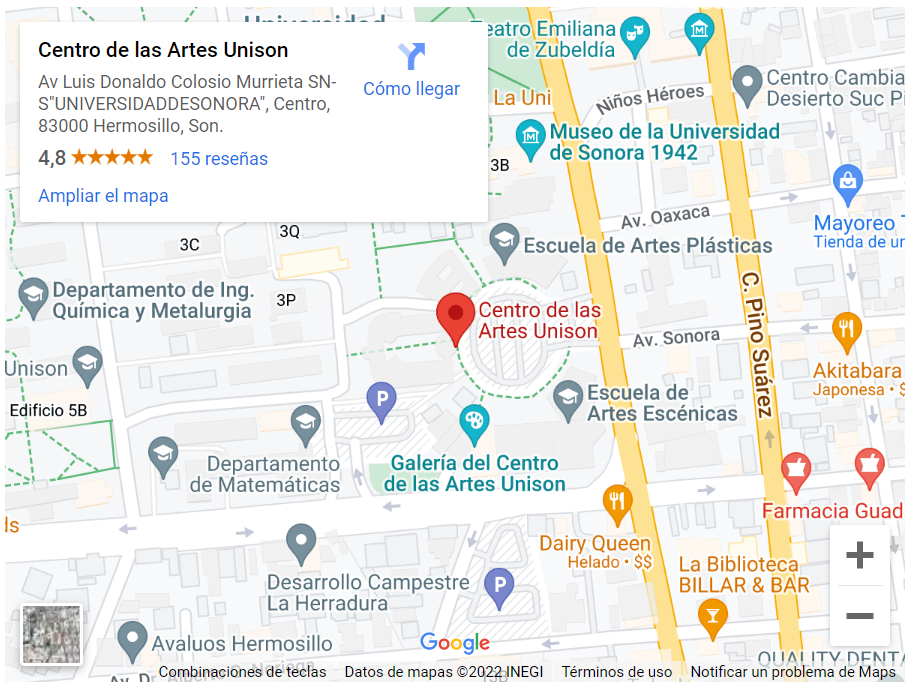 Universidad
Centro de las Artes Unison
Av Luis Donaldo Colosio Murrieta SN-
S"UNIVERSIDADDESONORA", Centro,
83000 Hermosillo, Son.
4,8
155 reseñas
Ampliar el mapa
Cómo llegar
Teatro Emiliana
de Zubeldía
La Uni
Niños Héroes
Centro Cambia
Desierto Suc Pi
Museo de la Universidad
de Sonora 1942
3B
Av. Oaxaca
Mayoreo T
Tienda de ur
3C
3Q
Escuela de Artes Plásticas
Departamento de Ing.
Química y Metalurgia
3P
C. Pino Suárez
Centro de las
Artes Unison
Av. Sonora
Unison
Akitabara
Japonesa • $
Edificio 5B
P
Escuela de
Artes Escénicas
Departamento
de Matemáticas
Galería del Centro
de las Artes Unison
Farmacia Guad
ds
Dairy Queen
Helado • $$
Desarrollo Campestre
La Herradura
P
La Biblioteca
BILLAR & BAR
+
−
Avaluos Hermosillo
Google
QUALITY DENTA
Av. Dr. Alberto G. Noriega
Combinaciones de teclas
Datos de mapas ©2022 INEGI
Términos de uso
Notificar un problema de Maps